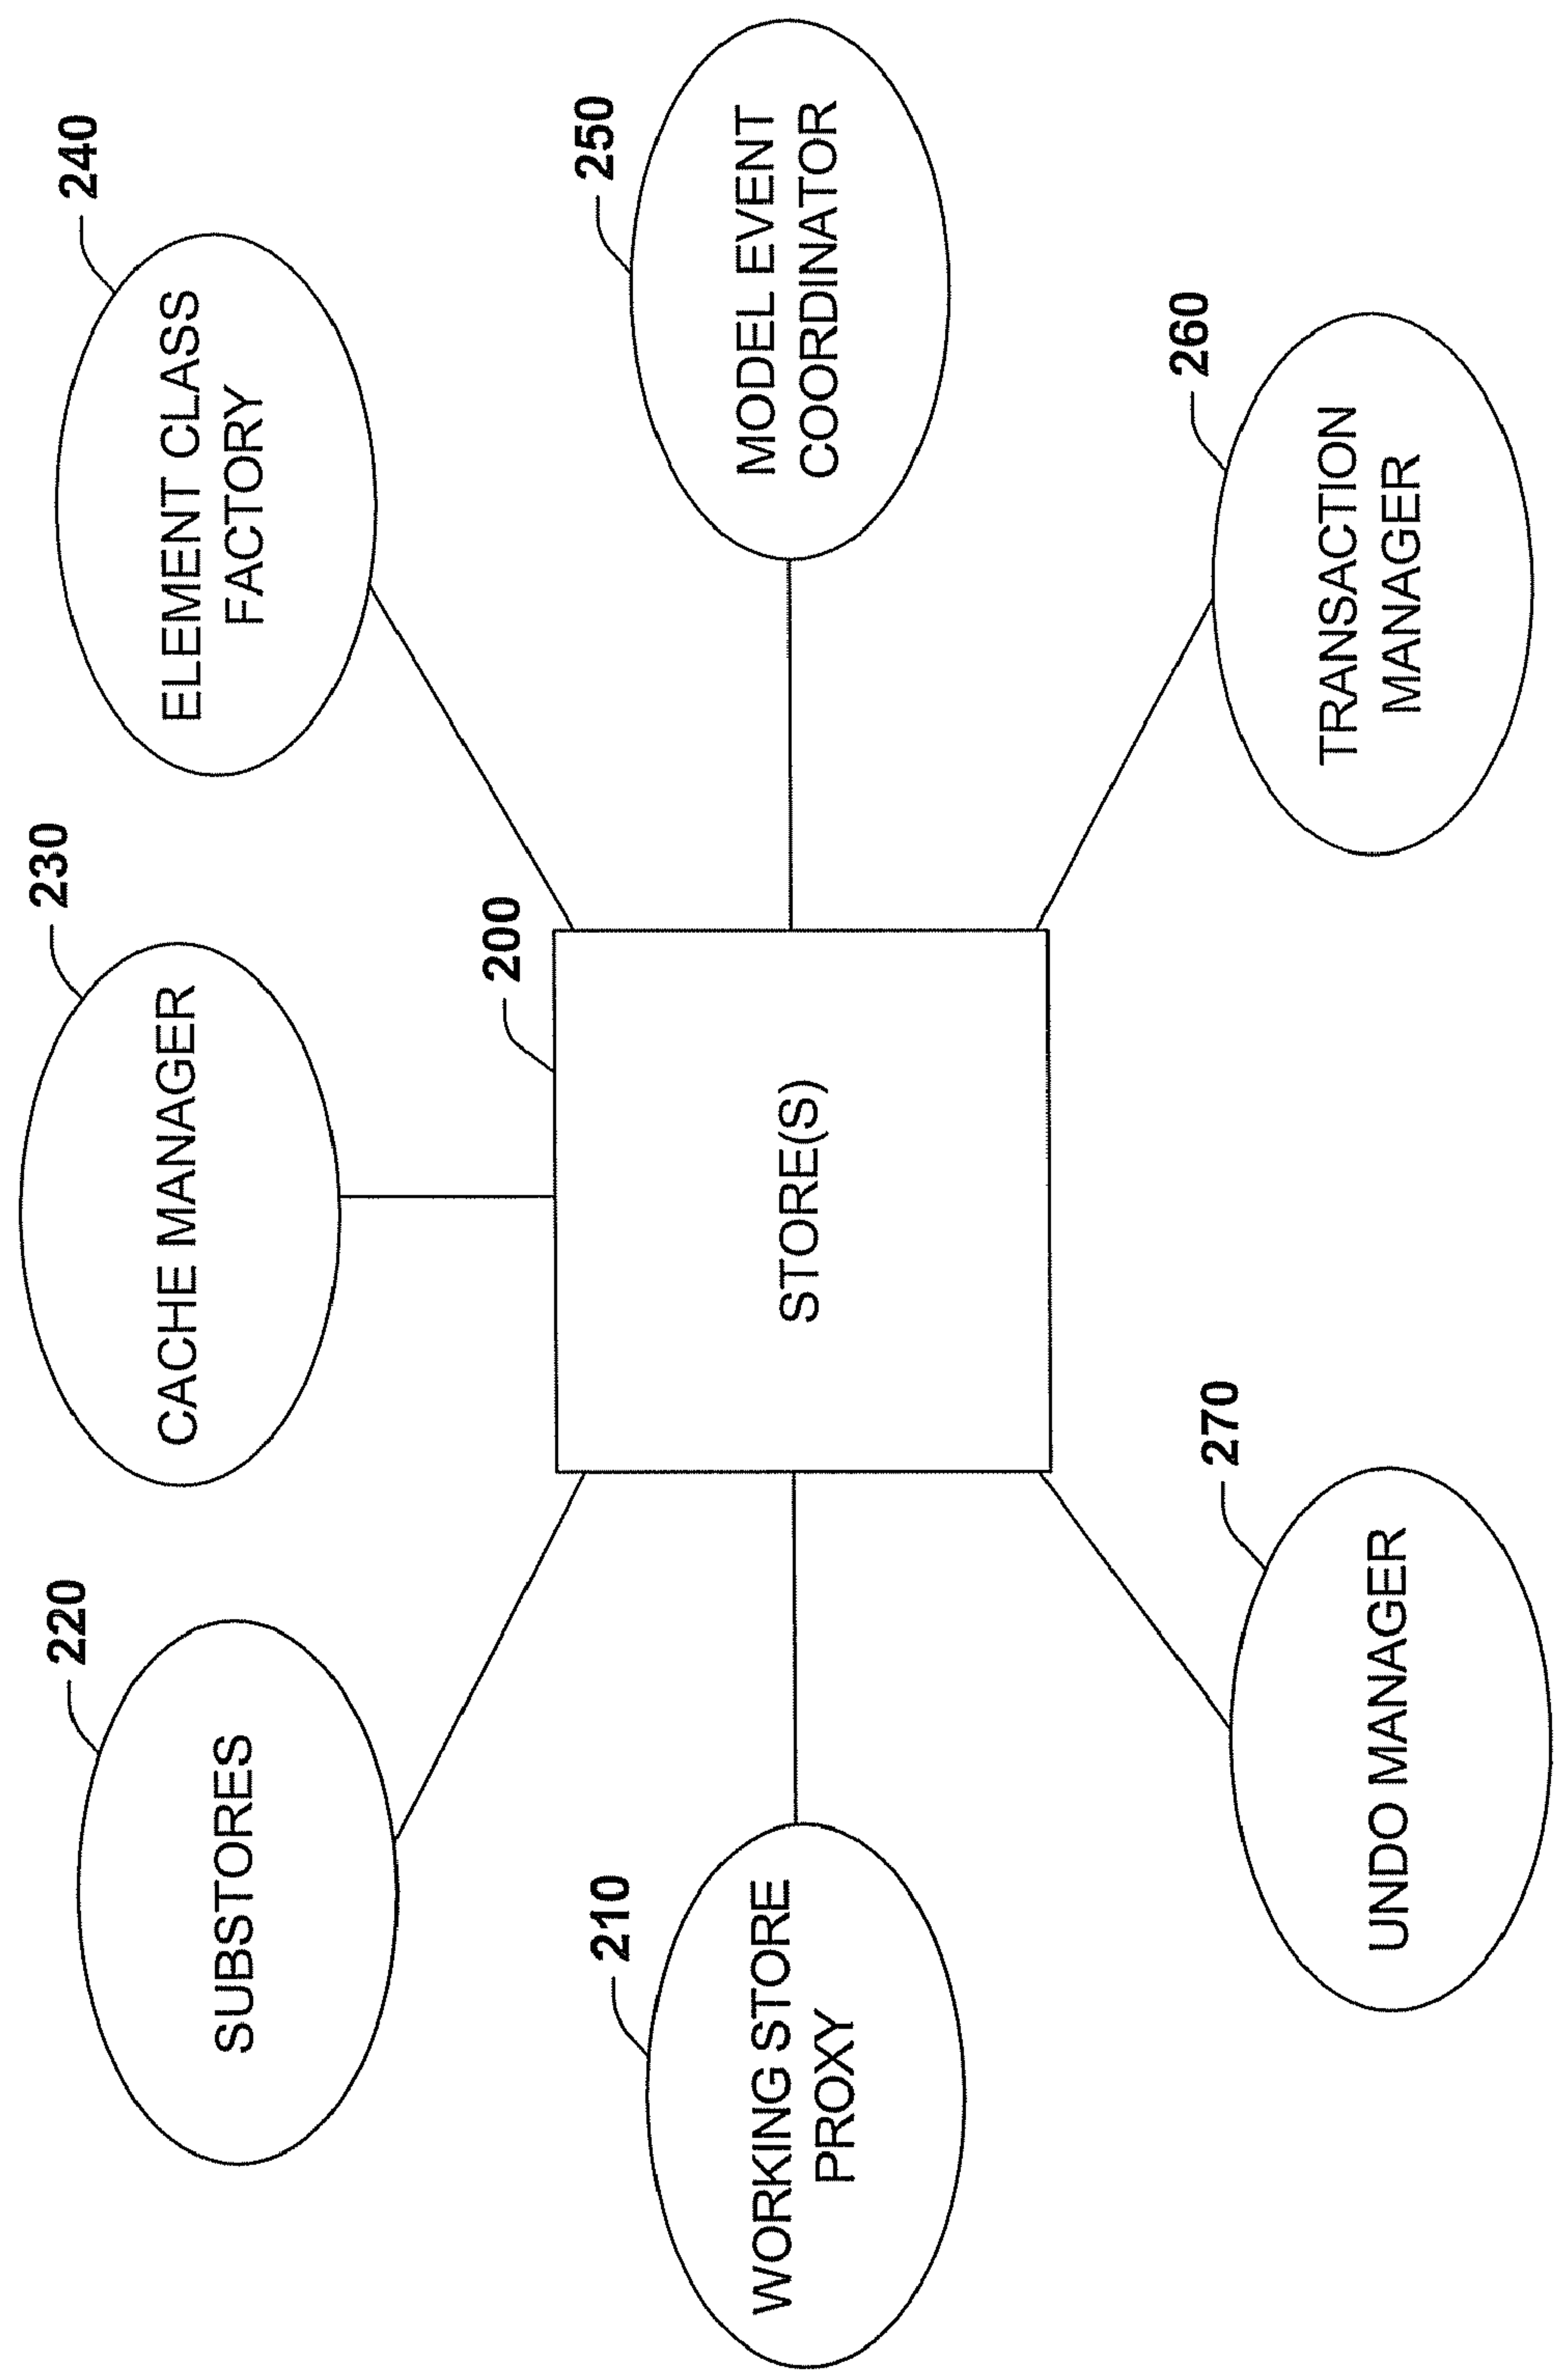 230
CACHE MANAGER
220
SUBSTORES
240
ELEMENT CLASS
FACTORY
200
STORE(S)
210
WORKING STORE
PROXY
250
MODEL EVENT
COORDINATOR
270
UNDO MANAGER
260
TRANSACTION
MANAGER